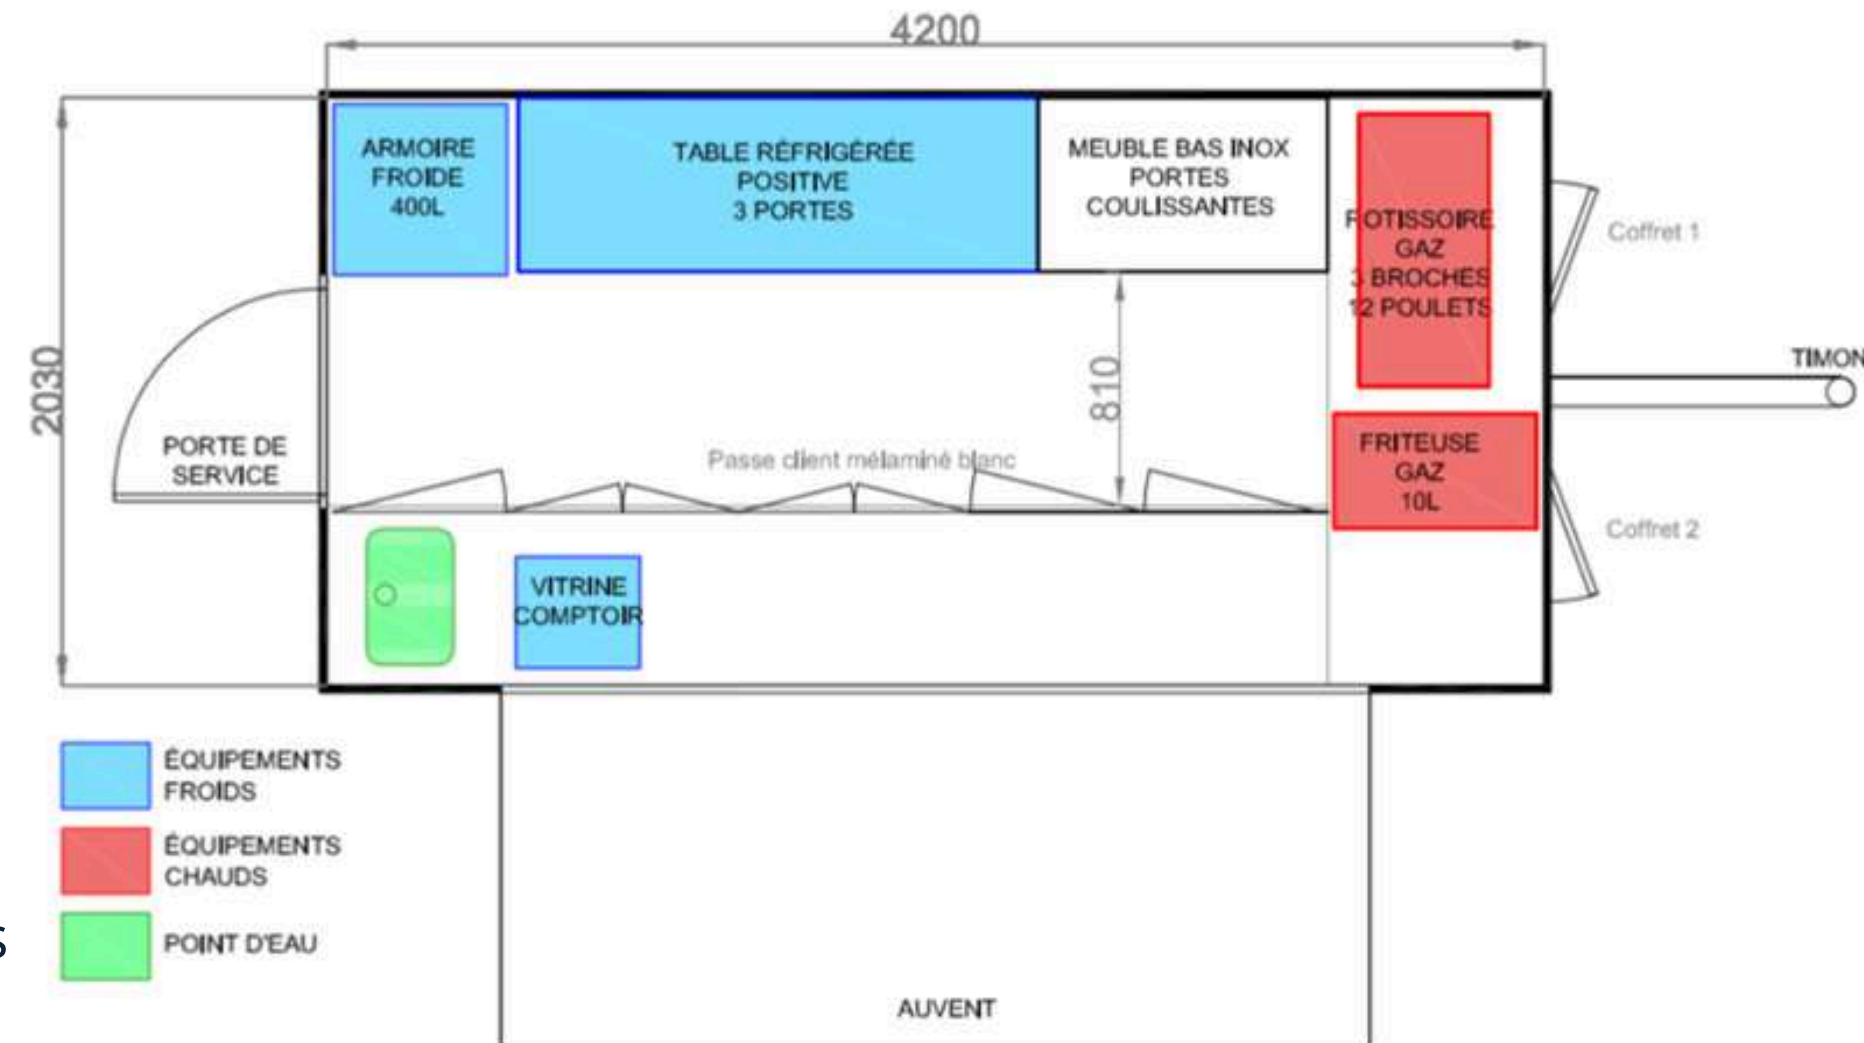 4200
ARMOIRE
FROIDE
400L
TABLE RÉFRIGÉRÉE
POSITIVE
3 PORTES
MEUBLE BAS INOX
PORTES
COULISSANTES
ROTISSOIRE
GAZ
3 BROCHES
12 POULETS
Coffret 1
TIMON
2030
810
PORTE DE
SERVICE
Passe client mélaminé blanc
FRITEUSE
GAZ
10L
Coffret 2
VITRINE
COMPTOIR
ÉQUIPEMENTS
FROIDS
ÉQUIPEMENTS
CHAUDS
s
POINT D'EAU
AUVENT